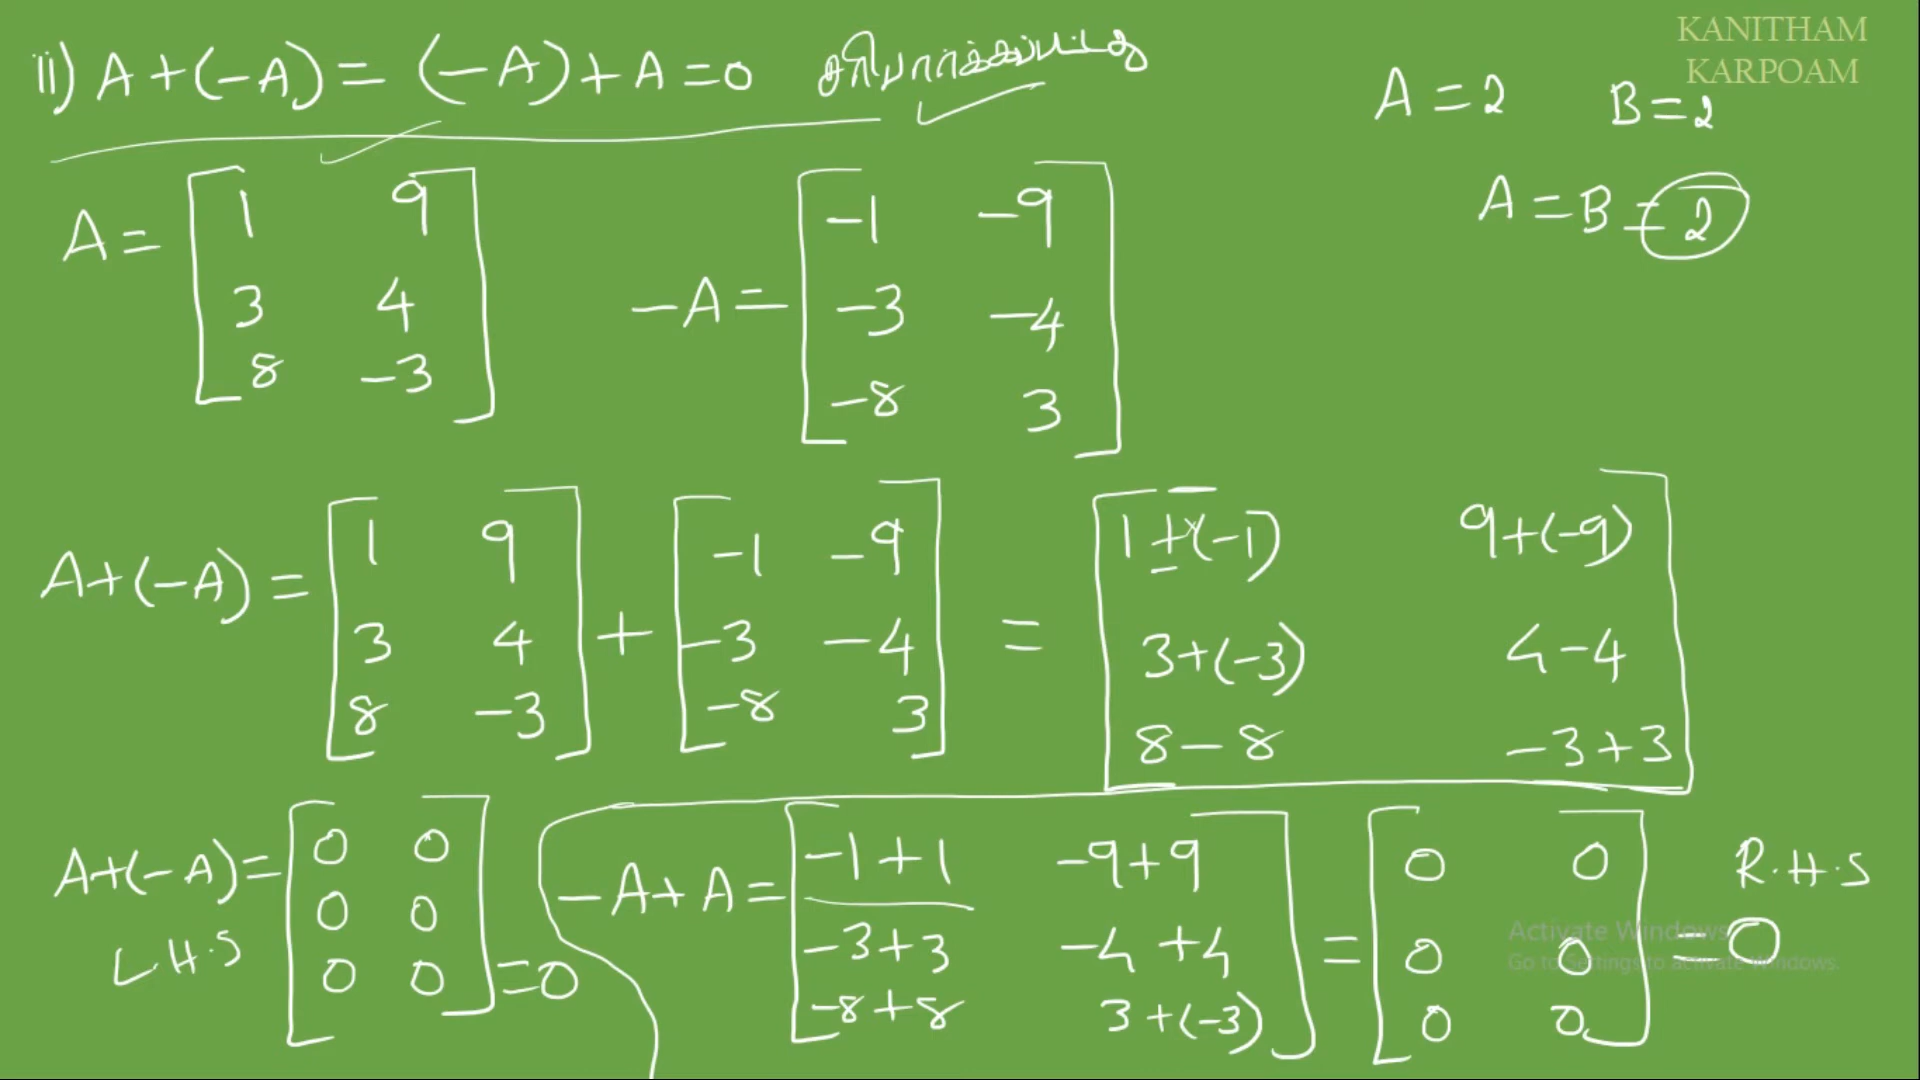 KANITHAM
KARPOAM
ii) A+(-A) = (-A)+A = 0
A = 2 B = 2
A = B = 2
A = [1 9
3 4
8 -3]
-A = [-1 -9
-3 -4
-8 3]
A+(-A) = [1 9
3 4
8 -3] + [-1 -9
-3 -4
-8 3] = [1+(-1) 9+(-9)
3+(-3) 4-4
8-8 -3+3]
A+(-A) = [0 0
0 0
0 0] = 0
L.H.S
-A+A = [-1+1 -9+9
-3+3 -4+4
-8+8 3+(-3)] = [0 0
0 0
0 0] = 0
R.H.S
Activate Windows
Go to Settings to activate Windows.